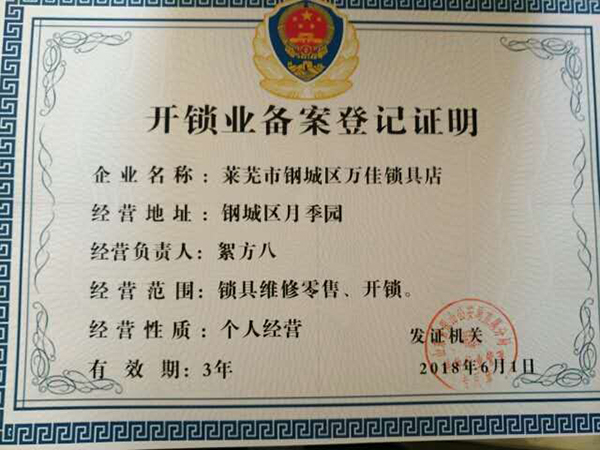 开锁业备案登记证明
企业名称：莱芜市钢城区万佳锁具店
经营地址：钢城区月季园
经营负责人：絮方八
经营范围：锁具维修零售、开锁。
经营性质：个人经营
发证机关
有效期：3年
2018年6月1日